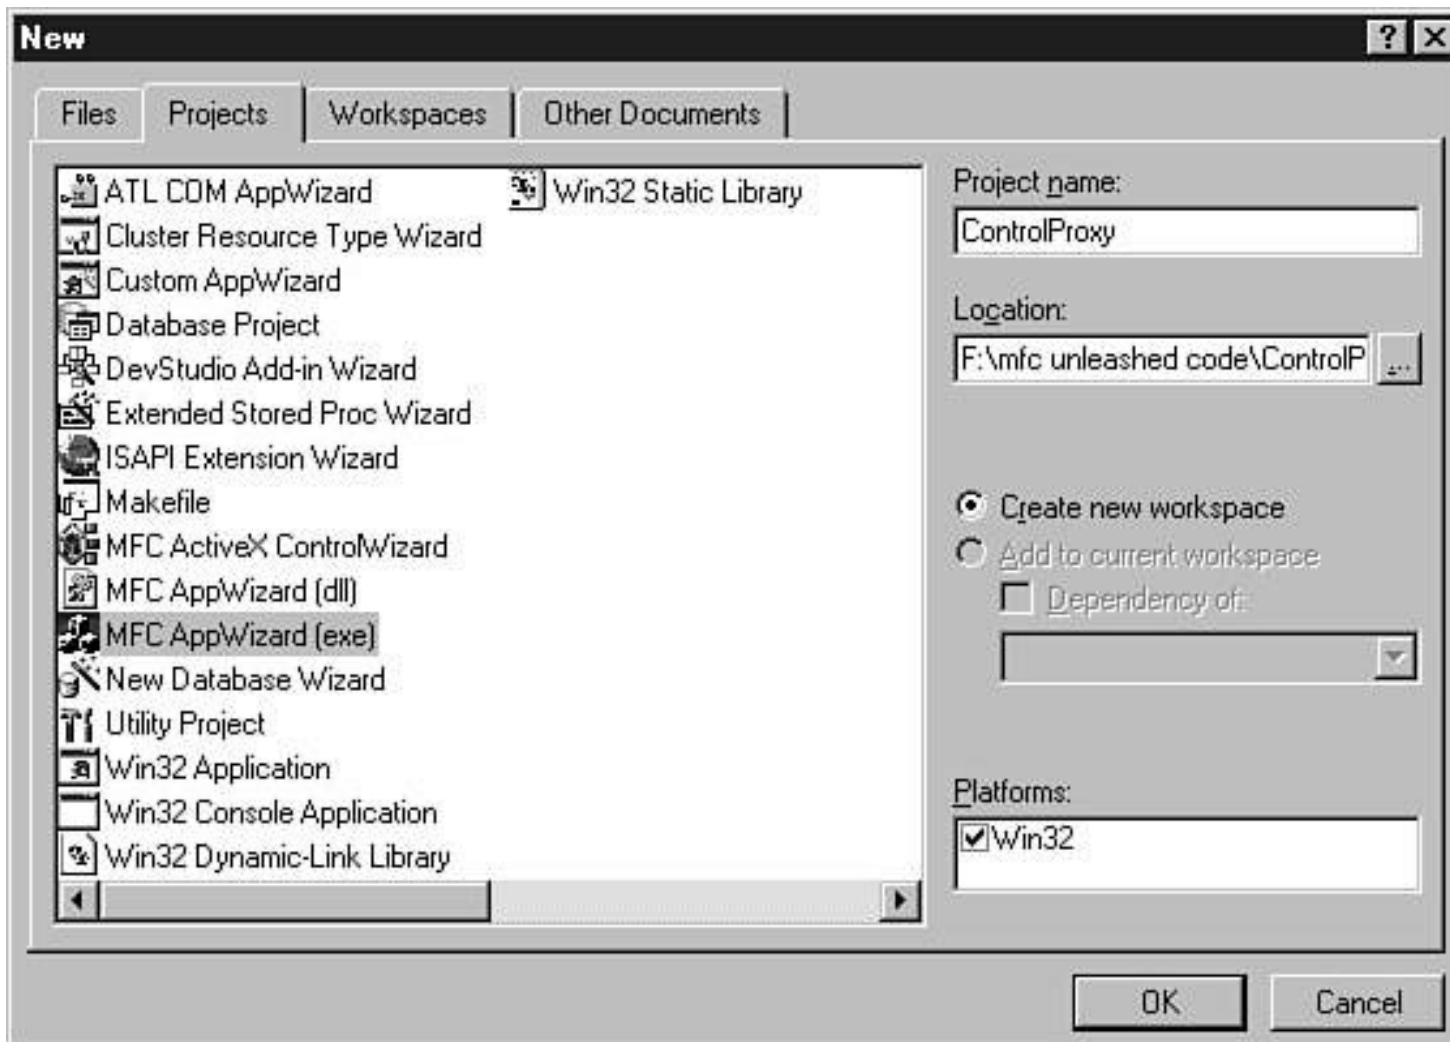 New
Files
Projects
Workspaces
Other Documents
ATL COM AppWizard
Cluster Resource Type Wizard
Custom AppWizard
Database Project
DevStudio Add-in Wizard
Extended Stored Proc Wizard
ISAPI Extension Wizard
Makefile
MFC ActiveX ControlWizard
MFC AppWizard (dll)
MFC AppWizard (exe)
New Database Wizard
Utility Project
Win32 Application
Win32 Console Application
Win32 Dynamic-Link Library
Win32 Static Library
Project name:
ControlProxy
Location:
F:\mfc unleashed code\ControlP
...
Create new workspace
Add to current workspace
Dependency of:
Platforms:
Win32
OK
Cancel